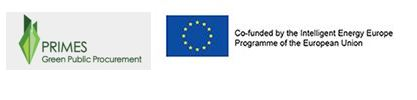 PRIMES
Green Public Procurement
Co-funded by the Intelligent Energy Europe
Programme of the European Union